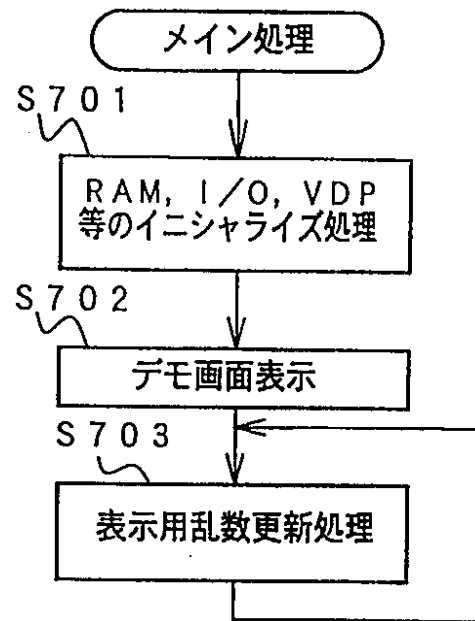 メイン処理
S701
RAM, I/O, VDP
等のイニシャライズ処理
S702
デモ画面表示
S703
表示用乱数更新処理